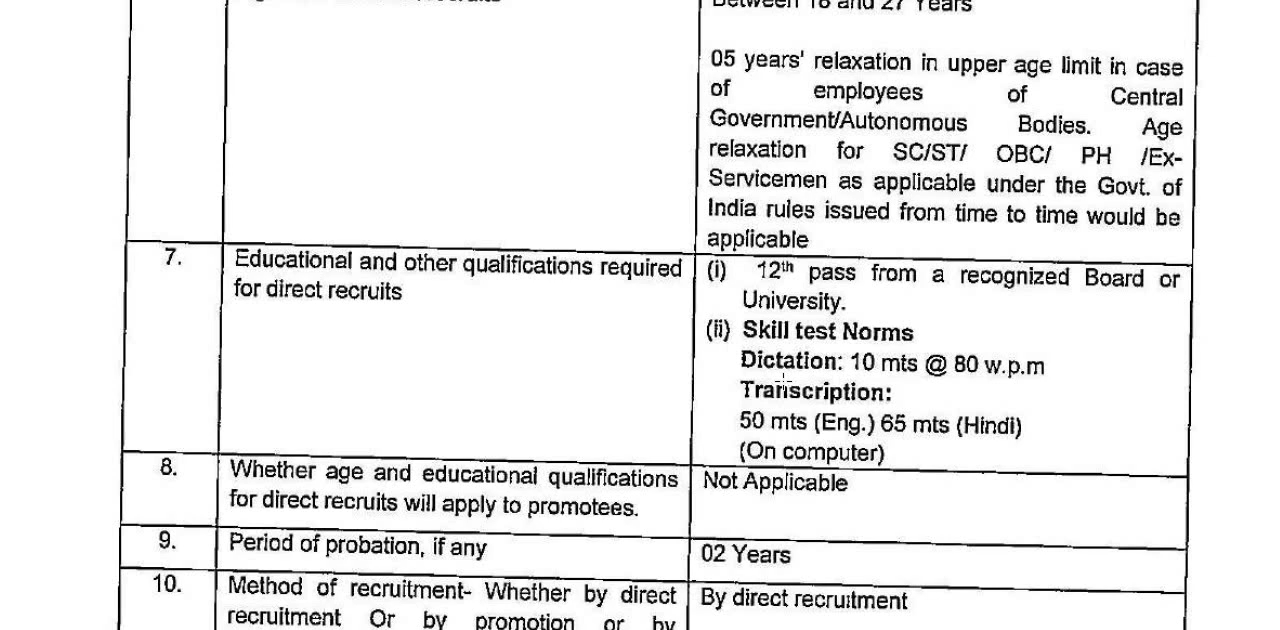 Between 18 and 27 Years
05 years' relaxation in upper age limit in case
of employees of Central
Government/Autonomous Bodies. Age
relaxation for SC/ST/ OBC/ PH /Ex-
Servicemen as applicable under the Govt. of
India rules issued from time to time would be
applicable
7.
Educational and other qualifications required
for direct recruits
(i) 12th pass from a recognized Board or
University.
(ii) Skill test Norms
Dictation: 10 mts @ 80 w.p.m
Transcription:
50 mts (Eng.) 65 mts (Hindi)
(On computer)
8.
Whether age and educational qualifications
for direct recruits will apply to promotees.
Not Applicable
9.
Period of probation, if any
02 Years
10.
Method of recruitment- Whether by direct
recruitment Or by promotion or by
By direct recruitment